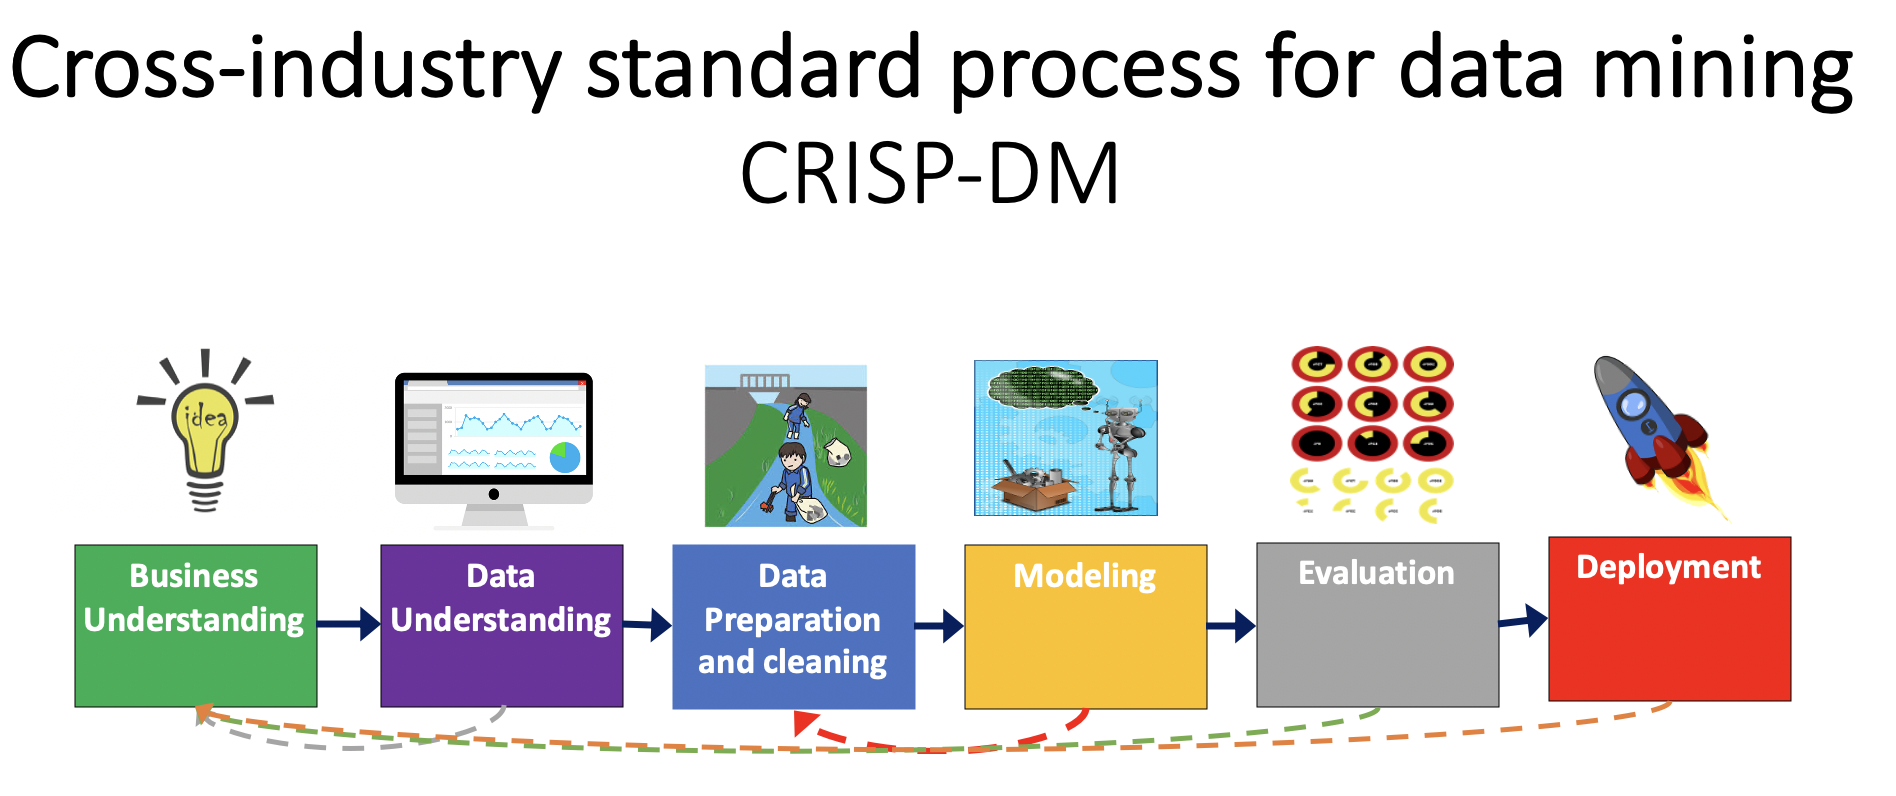 Cross-industry standard process for data mining
CRISP-DM
idea
Business
Understanding
Data
Understanding
Data
Preparation
and cleaning
Modeling
Evaluation
Deployment